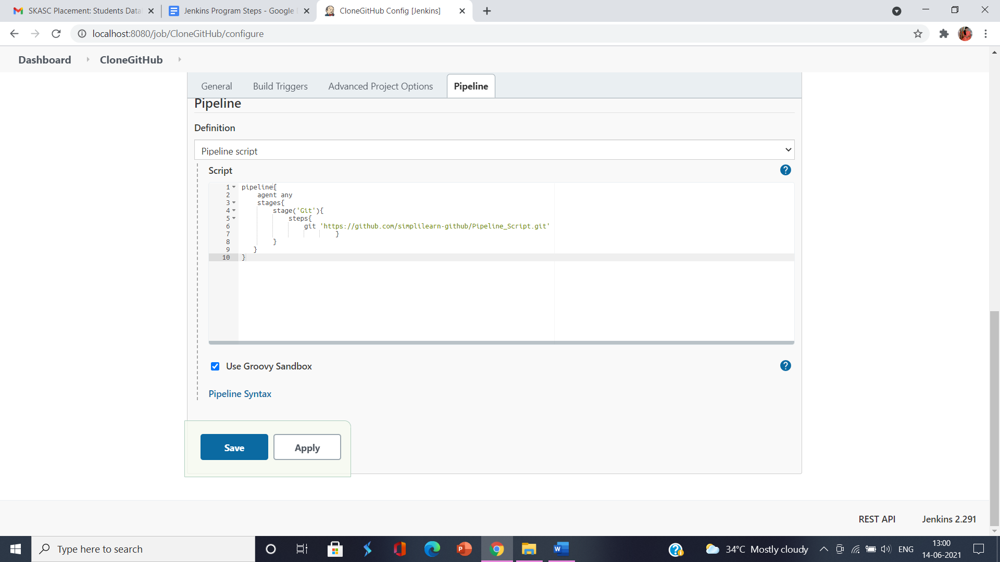 SKASC Placement: Students Data
Jenkins Program Steps - Google
CloneGitHub Config [Jenkins]
localhost:8080/job/CloneGitHub/configure
Dashboard
CloneGitHub
General
Build Triggers
Advanced Project Options
Pipeline
Pipeline
Definition
Pipeline script
Script
?
1 pipeline{
2     agent any
3     stages{
4         stage('Git'){
5             steps{
6                 git 'https://github.com/simplilearn-github/Pipeline_Script.git'
7                         }
8         }
9    }
10 }
Use Groovy Sandbox
?
Pipeline Syntax
Save
Apply
REST API
Jenkins 2.291
Type here to search
34°C Mostly cloudy
ENG
13:00
14-06-2021